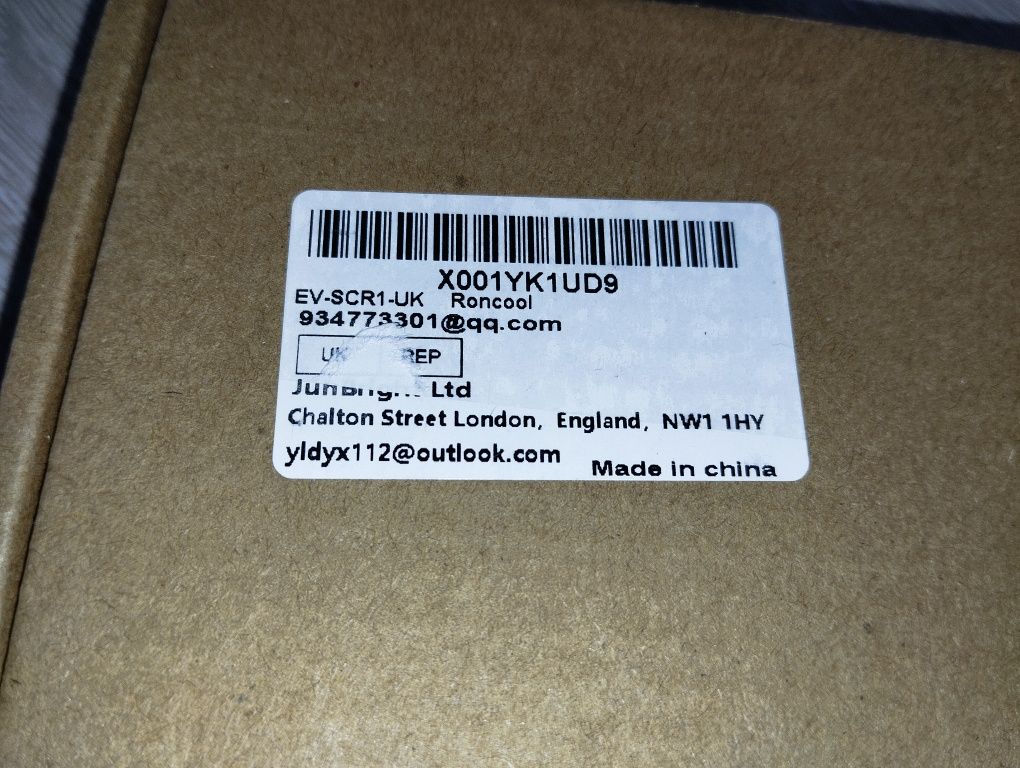 X001YK1UD9
EV-SCR1-UK Roncool
934773301@qq.com
REP
Ltd
Chalton Street London, England, NW1 1HY
yldyx112@outlook.com
Made in china